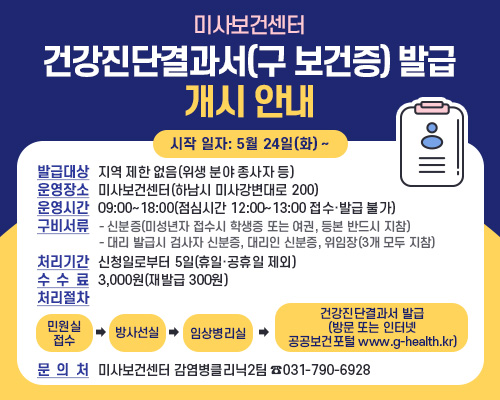 미사보건센터
건강진단결과서(구 보건증) 발급
개시 안내
시작 일자: 5월 24일(화) ~
발급대상 지역 제한 없음(위생 분야 종사자 등)
운영장소 미사보건센터(하남시 미사강변대로 200)
운영시간 09:00~18:00(점심시간 12:00~13:00 접수·발급 불가)
구비서류 - 신분증(미성년자 접수시 학생증 또는 여권, 등본 반드시 지참)
- 대리 발급시 검사자 신분증, 대리인 신분증, 위임장(3개 모두 지참)
처리기간 신청일로부터 5일(휴일·공휴일 제외)
수 수 료 3,000원(재발급 300원)
처리절차
민원실
접수
방사선실
임상병리실
건강진단결과서 발급
(방문 또는 인터넷
공공보건포털 www.g-health.kr)
문 의 처 미사보건센터 감염병클리닉2팀 ☎031-790-6928